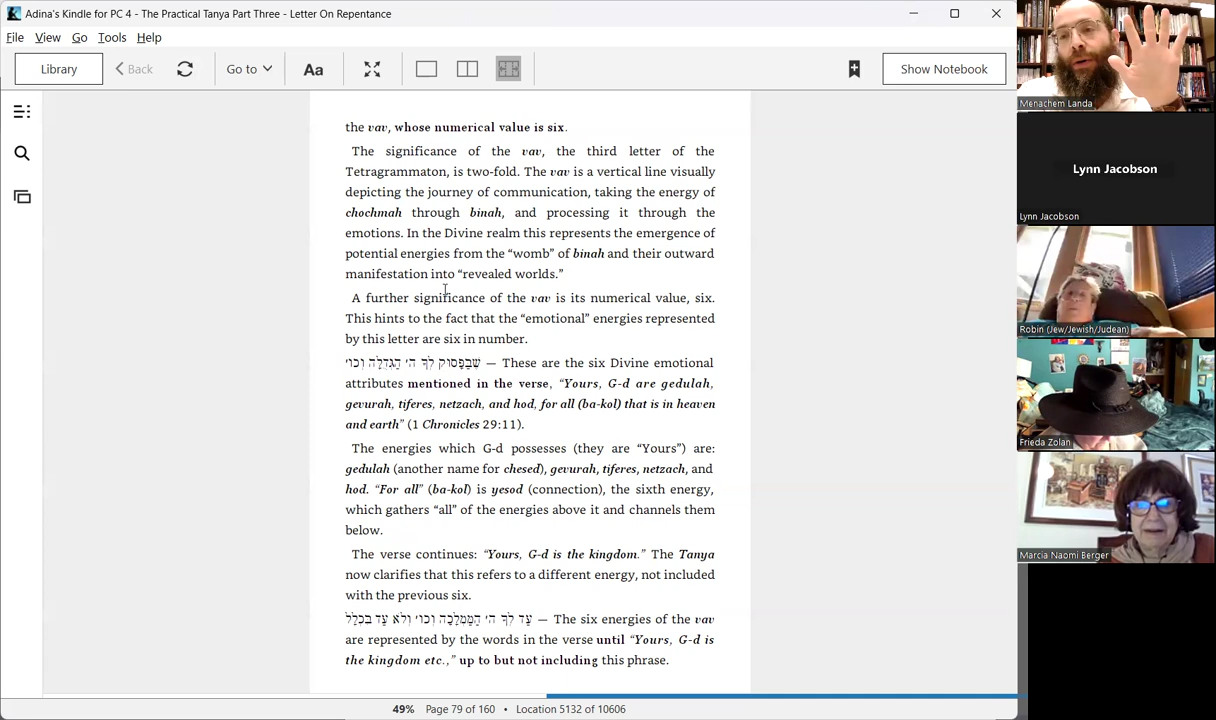 Adina's Kindle for PC 4 - The Practical Tanya Part Three - Letter On Repentance
File View Go Tools Help
Library
Back
Go to
Aa
Show Notebook
the vav, whose numerical value is six.
The significance of the vav, the third letter of the
Tetragrammaton, is two-fold. The vav is a vertical line visually
depicting the journey of communication, taking the energy of
chochmah through binah, and processing it through the
emotions. In the Divine realm this represents the emergence of
potential energies from the “womb” of binah and their outward
manifestation into “revealed worlds.”
A further significance of the vav is its numerical value, six.
This hints to the fact that the “emotional” energies represented
by this letter are six in number.
שֶׁבַּפָּסוּק לְךָ ה׳ הַגְּדֻלָּה וְכוּ׳ — These are the six Divine emotional
attributes mentioned in the verse, “Yours, G-d are gedulah,
gevurah, tiferes, netzach, and hod, for all (ba-kol) that is in heaven
and earth” (1 Chronicles 29:11).
The energies which G-d possesses (they are “Yours”) are:
gedulah (another name for chesed), gevurah, tiferes, netzach, and
hod. “For all” (ba-kol) is yesod (connection), the sixth energy,
which gathers “all” of the energies above it and channels them
below.
The verse continues: “Yours, G-d is the kingdom.” The Tanya
now clarifies that this refers to a different energy, not included
with the previous six.
עַד לְךָ ה׳ הַמַּמְלָכָה וְכוּ׳ וְלֹא עַד בִּכְלָל — The six energies of the vav
are represented by the words in the verse until “Yours, G-d is
the kingdom etc.,” up to but not including this phrase.
49% Page 79 of 160 • Location 5132 of 10606
Menachem Landa
Lynn Jacobson
Lynn Jacobson
Robin (Jew/Jewish/Judean)
Frieda Zolan
Marcia Naomi Berger